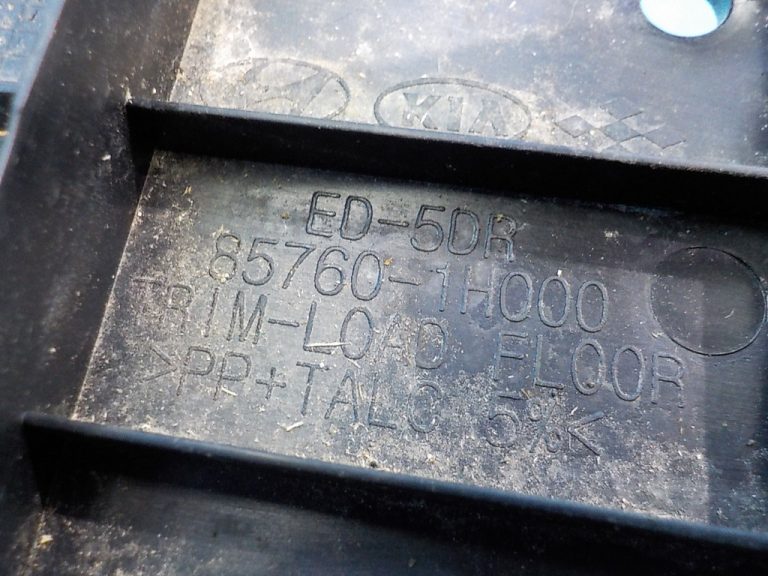 KIA
ED-5DR
85760-1H000
TRIM-LOAD FLOOR
>PP+TALC 5%<